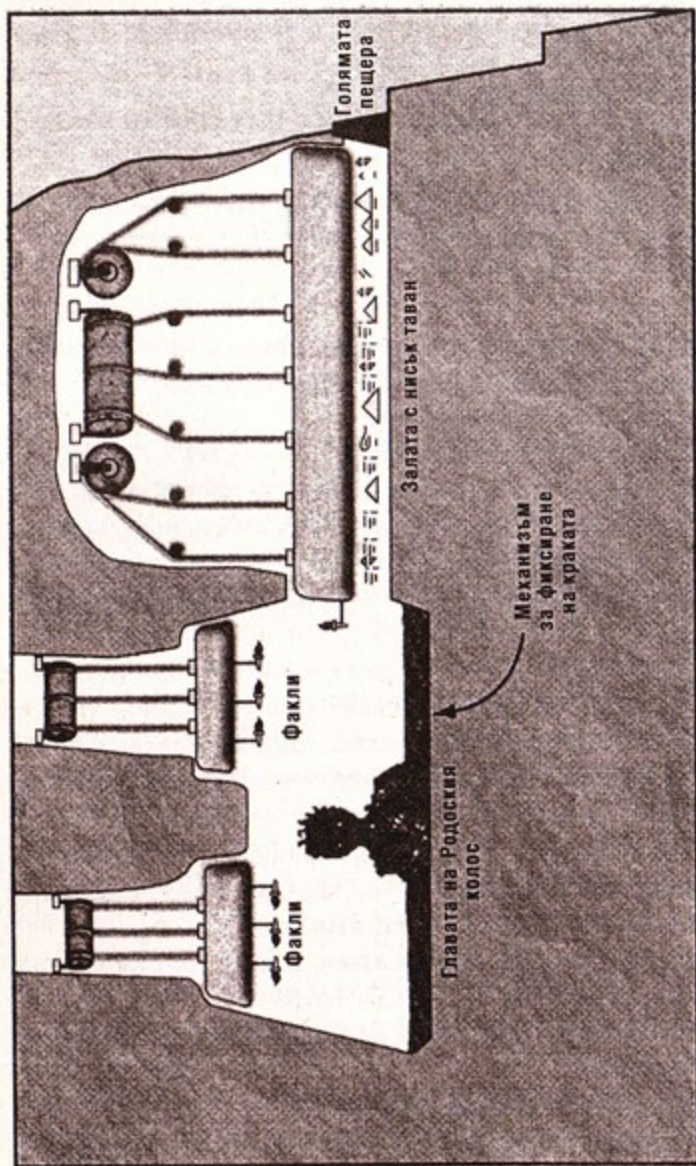 Голямата
пещера
Залата с нисък таван
Механизъм
за фиксиране
на краката
Факли
Факли
Главата на Родоския
колос